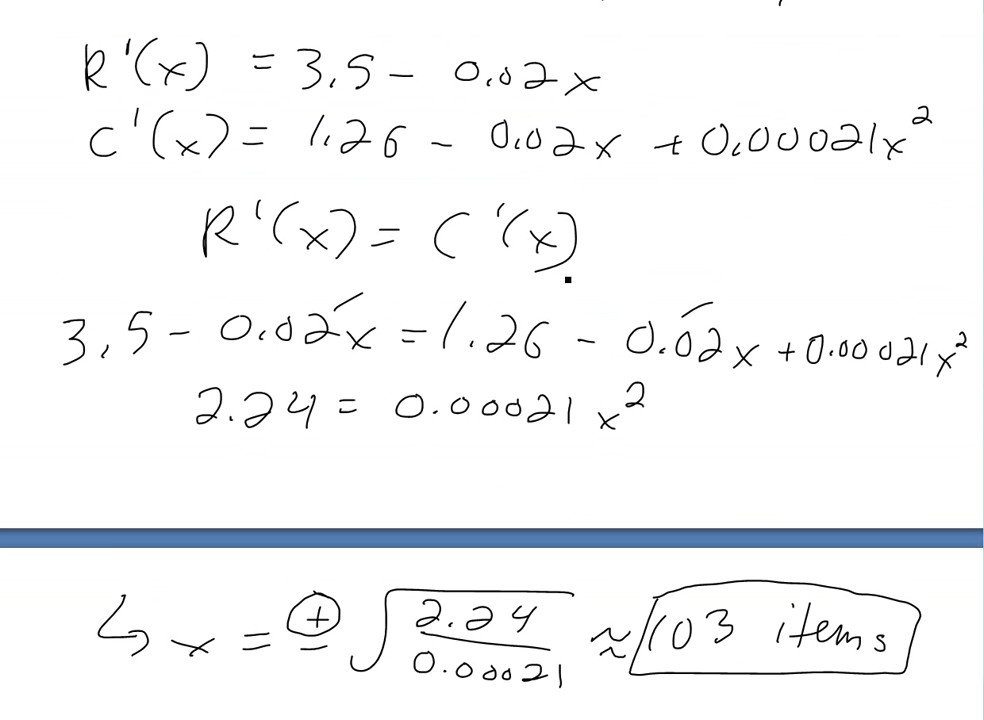 R'(x) = 3.5 - 0.02x
C'(x) = 1.26 - 0.02x + 0.00021x²
R'(x) = C'(x)
3.5 - 0.02x = 1.26 - 0.02x + 0.00021x²
2.24 = 0.00021x²
↳ x = ± √(2.24/0.00021) ≈ 103 items